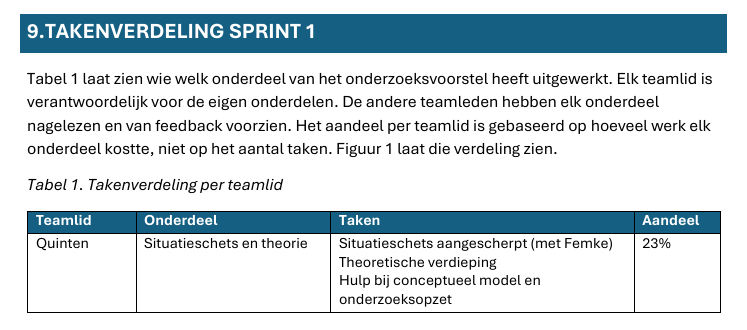 9.TAKENVERDELING SPRINT 1
Tabel 1 laat zien wie welk onderdeel van het onderzoeksvoorstel heeft uitgewerkt. Elk teamlid is
verantwoordelijk voor de eigen onderdelen. De andere teamleden hebben elk onderdeel
nagelezen en van feedback voorzien. Het aandeel per teamlid is gebaseerd op hoeveel werk elk
onderdeel kostte, niet op het aantal taken. Figuur 1 laat die verdeling zien.
Tabel 1. Takenverdeling per teamlid
Teamlid Onderdeel Taken Aandeel
Quinten Situatieschets en theorie Situatieschets aangescherpt (met Femke) 23%
Theoretische verdieping
Hulp bij conceptueel model en
onderzoeksopzet